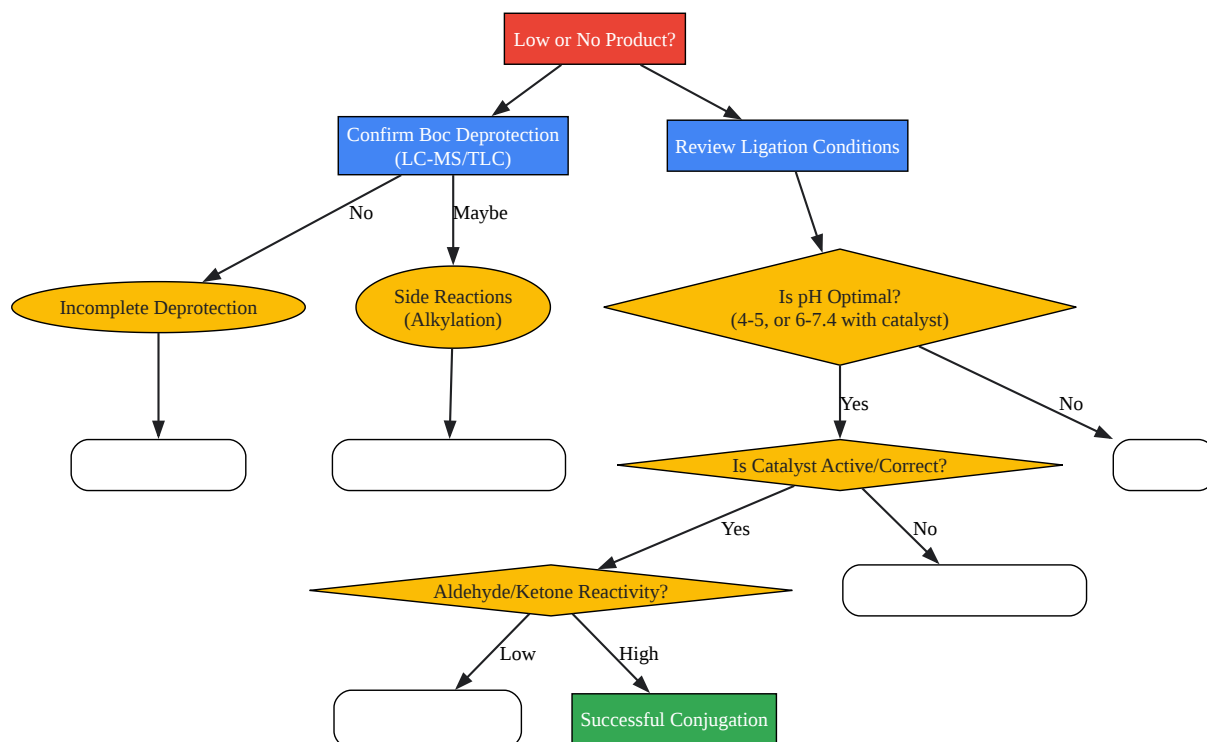 Low or No Product?
Confirm Boc Deprotection
(LC-MS/TLC)
Review Ligation Conditions
No
Maybe
Incomplete Deprotection
Side Reactions
(Alkylation)
Is pH Optimal?
(4-5, or 6-7.4 with catalyst)
Yes
No
Is Catalyst Active/Correct?
Yes
No
Aldehyde/Ketone Reactivity?
Low
High
Successful Conjugation